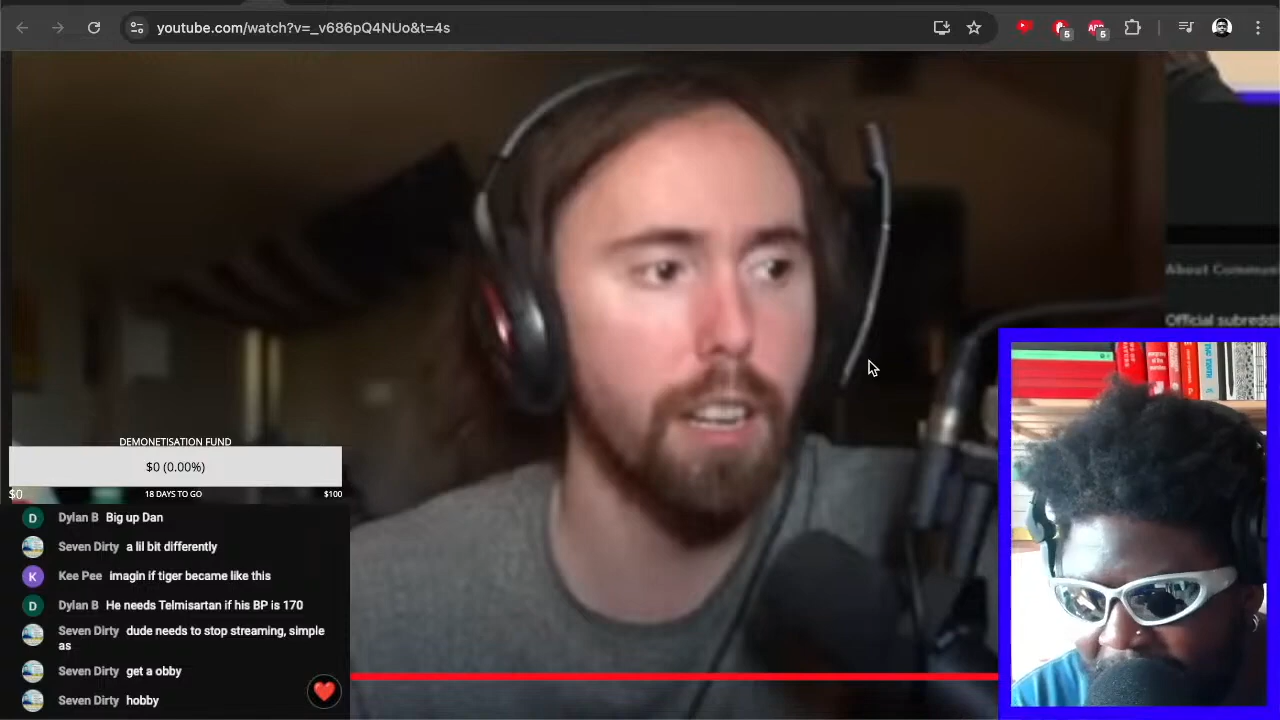 youtube.com/watch?v=_v686pQ4NUo&t=4s
5
5
About Communi
Official subreddi
DEMONETISATION FUND
$0 (0.00%)
$0
18 DAYS TO GO
$100
D Dylan B Big up Dan
Seven Dirty a lil bit differently
K Kee Pee imagin if tiger became like this
D Dylan B He needs Telmisartan if his BP is 170
Seven Dirty dude needs to stop streaming, simple
as
Seven Dirty get a obby
Seven Dirty hobby